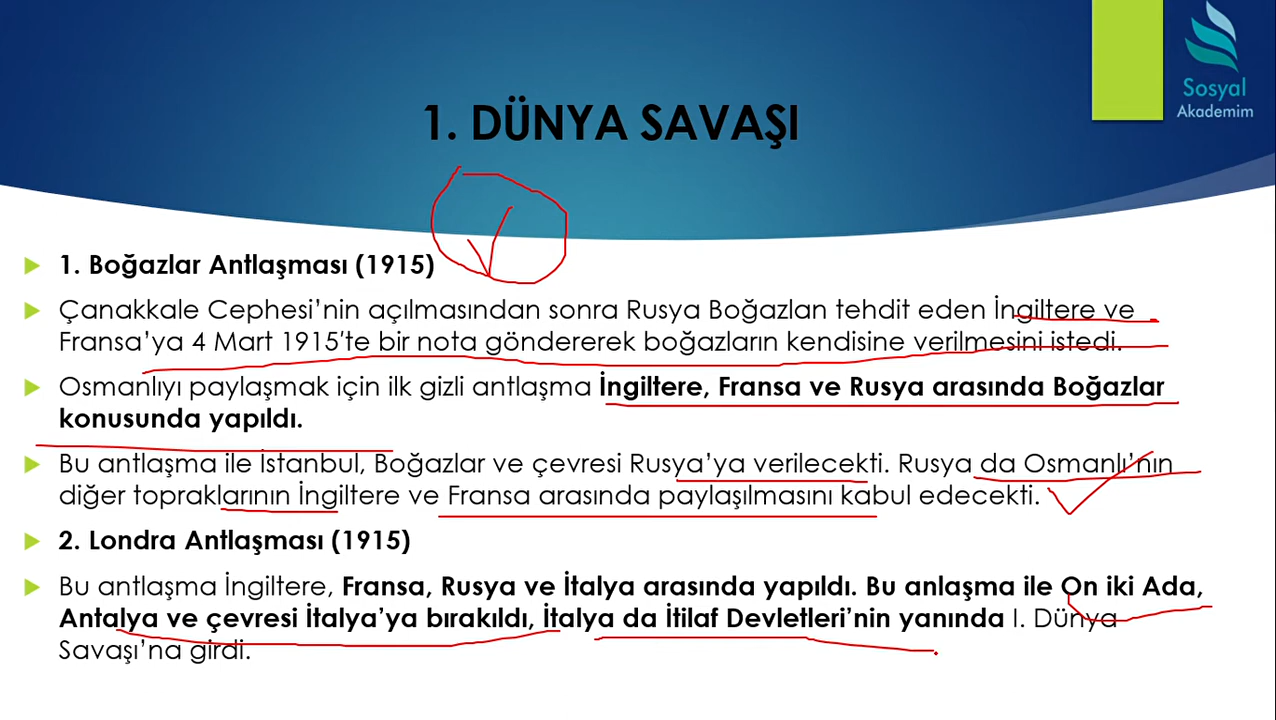 Sosyal
Akademim
1. DÜNYA SAVAŞI
1. Boğazlar Antlaşması (1915)
Çanakkale Cephesi’nin açılmasından sonra Rusya Boğazlan tehdit eden İngiltere ve
Fransa’ya 4 Mart 1915’te bir nota göndererek boğazların kendisine verilmesini istedi.
Osmanlıyı paylaşmak için ilk gizli antlaşma İngiltere, Fransa ve Rusya arasında Boğazlar
konusunda yapıldı.
Bu antlaşma ile İstanbul, Boğazlar ve çevresi Rusya’ya verilecekti. Rusya da Osmanlı’nın
diğer topraklarının İngiltere ve Fransa arasında paylaşılmasını kabul edecekti.
2. Londra Antlaşması (1915)
Bu antlaşma İngiltere, Fransa, Rusya ve İtalya arasında yapıldı. Bu anlaşma ile On iki Ada,
Antalya ve çevresi İtalya’ya bırakıldı, İtalya da İtilaf Devletleri’nin yanında I. Dünya
Savaşı’na girdi.